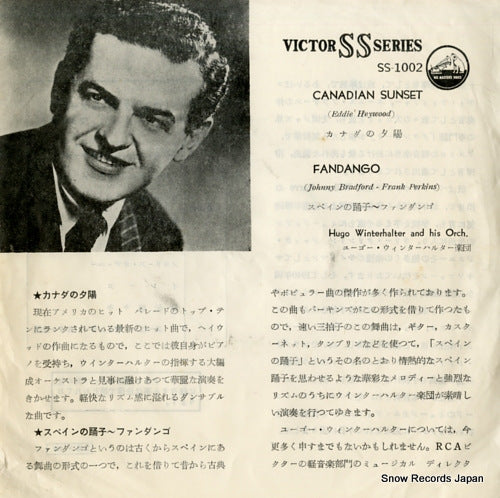 VICTOR SS SERIES
SS-1002
CANADIAN SUNSET
(Eddie Heywood)
カナダの夕陽
FANDANGO
(Johnny Bradford - Frank Perkins)
スペインの踊子〜フアンダンゴ
Hugo Winterhalter and his Orch.
ユーゴー・ウィンターハルター楽団
★カナダの夕陽
現在アメリカのヒット パレードのトップ・テ
ンにランクされている最新のヒット曲で、ヘイウ
ッドの作曲になるもので、ここでは彼自身がピア
ノを受持ち、ウインターハルターの指揮する大編
成オーケストラと見事に融けあつて華麗な演奏を
きかせます。軽快なリズム感に溢れるダンサブル
な曲です。
★スペインの踊子〜フアンダンゴ
フアンダンゴというのは古くからスペインにあ
る舞曲の形式の一つで、これを借りて昔から古典
やポピュラー曲の傑作が多く作られております。
この曲もパーキンズがこの形式を借りて作つたも
ので、速い三拍子のこの舞曲は、ギター、カスタ
ーネット、タンブリンなどを使つて、「スペイン
の踊子」というその名のとおり情熱的なスペイン
踊子を思わせるような華彩なメロディーと強烈な
リズムのうちにウインターハルター楽団が素晴し
い演奏を行つてゆきます。
ユーゴー・ウインターハルターについては、今
更多く申すまでもないかもしれません。RCAビ
クターの軽音楽部門のミュージカル ディレクタ
Snow Records Japan